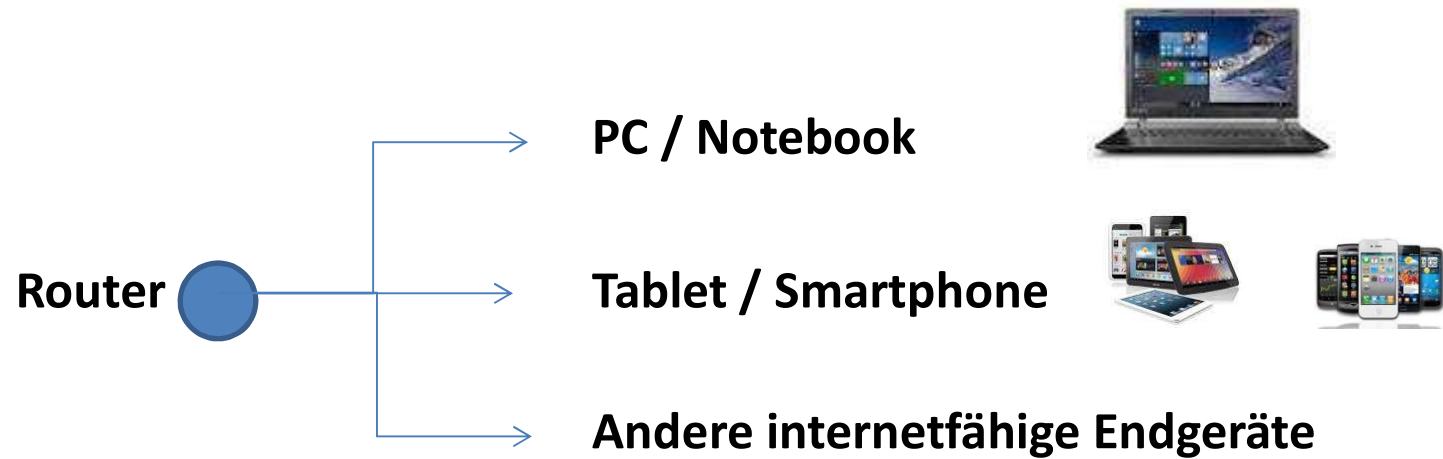 PC / Notebook
Router
Tablet / Smartphone
Andere internetfähige Endgeräte